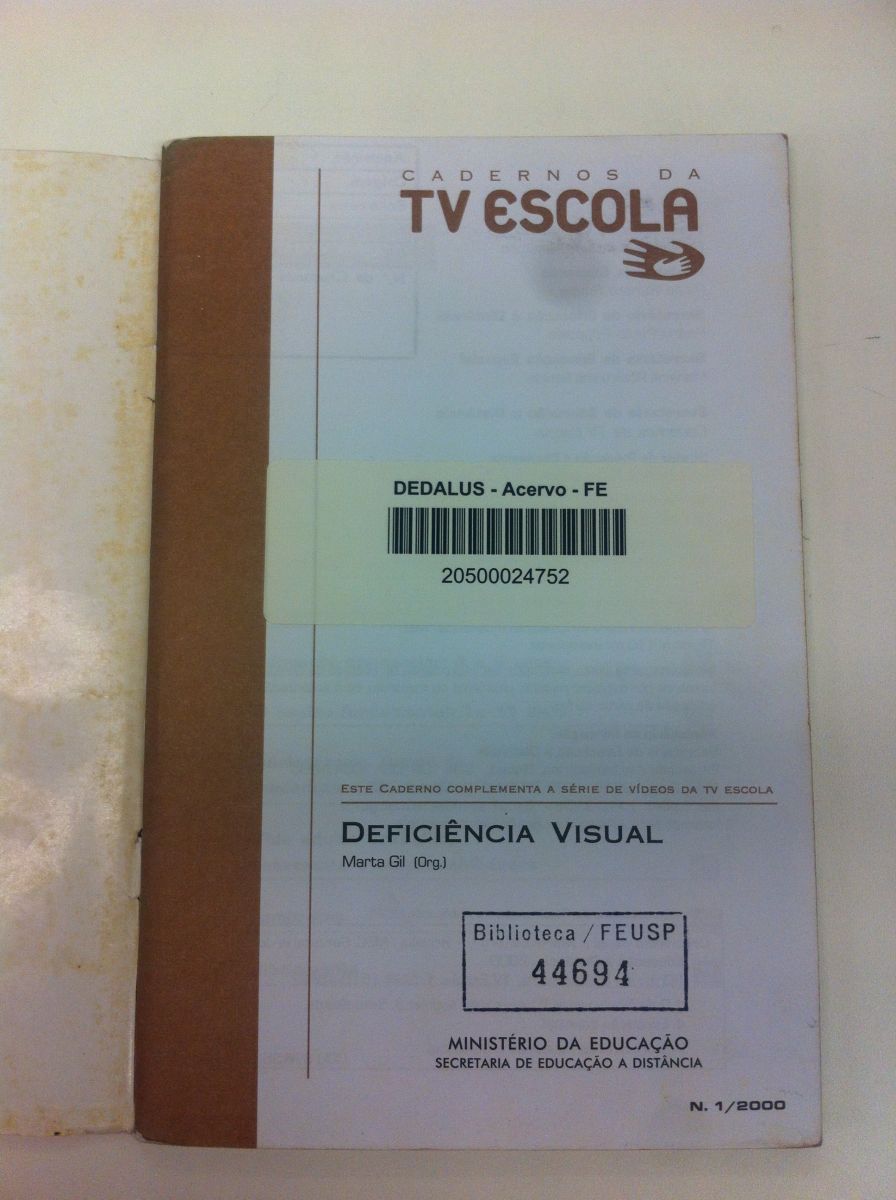 CADERNOS DA
TV ESCOLA
DEDALUS - Acervo - FE
20500024752
ESTE CADERNO COMPLEMENTA A SÉRIE DE VÍDEOS DA TV ESCOLA
DEFICIÊNCIA VISUAL
Marta Gil (Org.)
Biblioteca / FEUSP
44694
MINISTÉRIO DA EDUCAÇÃO
SECRETARIA DE EDUCAÇÃO A DISTÂNCIA
N. 1/2000